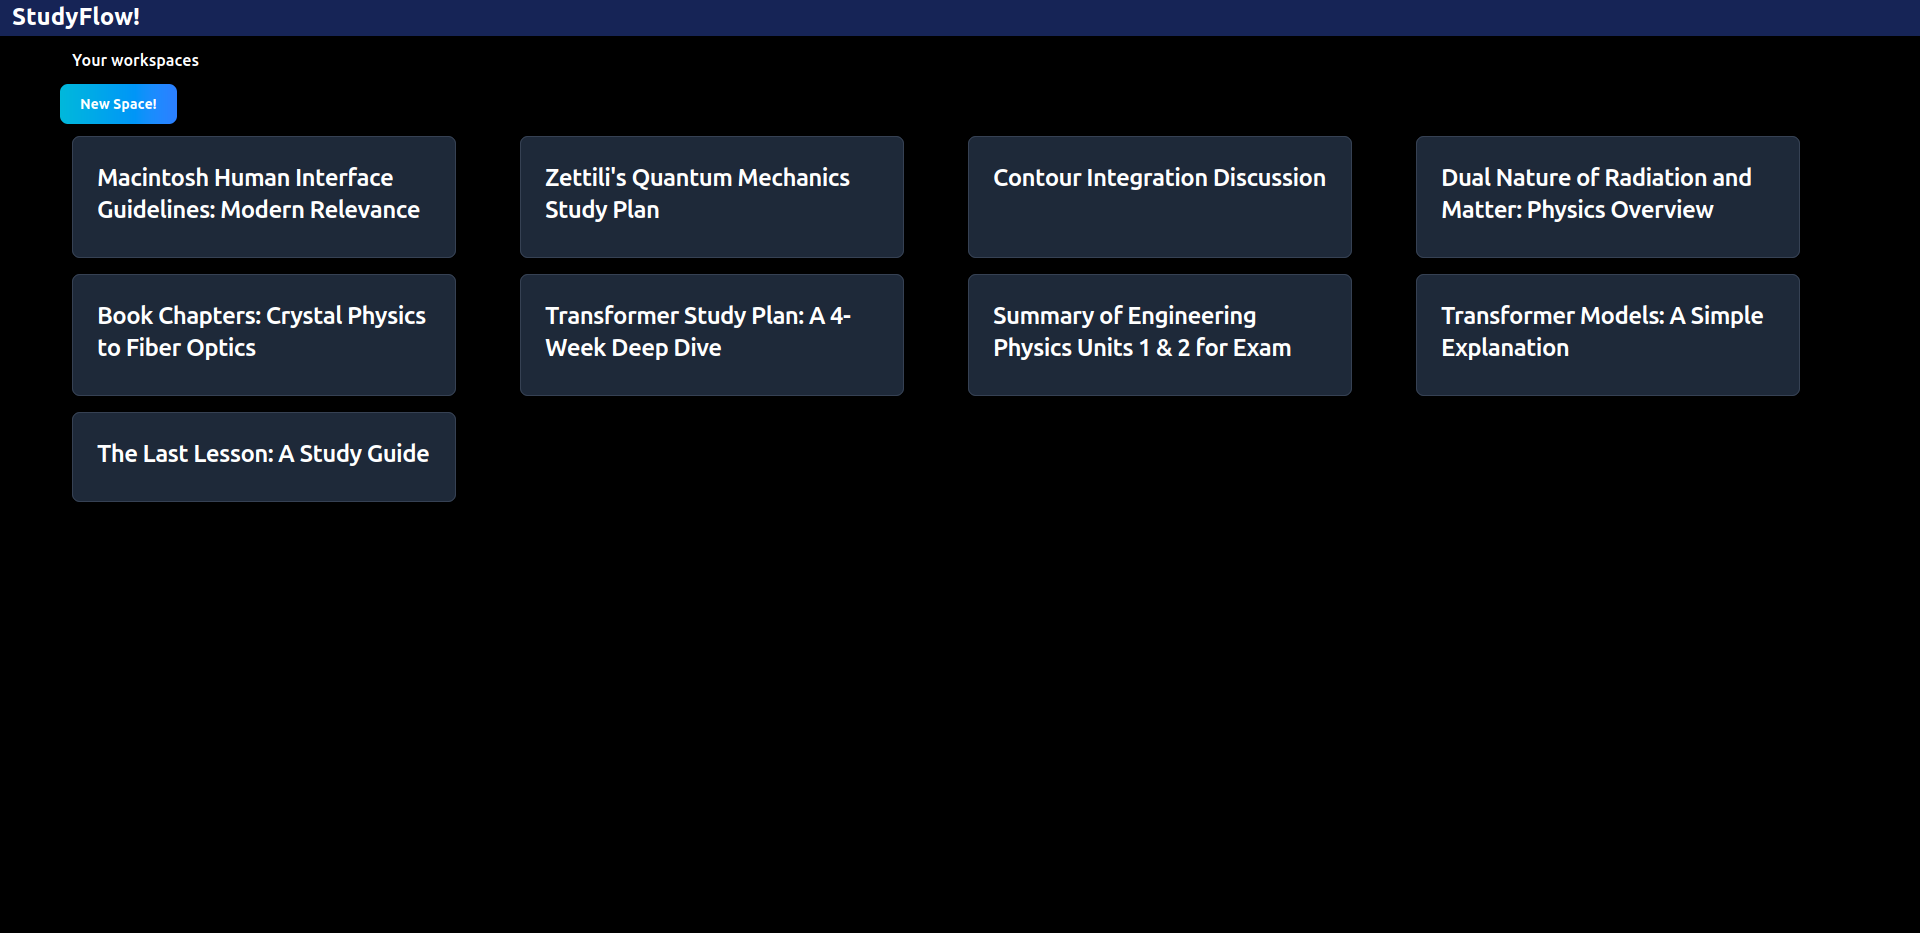 StudyFlow!
Your workspaces
New Space!
Macintosh Human Interface
Guidelines: Modern Relevance
Zettili's Quantum Mechanics
Study Plan
Contour Integration Discussion
Dual Nature of Radiation and
Matter: Physics Overview
Book Chapters: Crystal Physics
to Fiber Optics
Transformer Study Plan: A 4-
Week Deep Dive
Summary of Engineering
Physics Units 1 & 2 for Exam
Transformer Models: A Simple
Explanation
The Last Lesson: A Study Guide